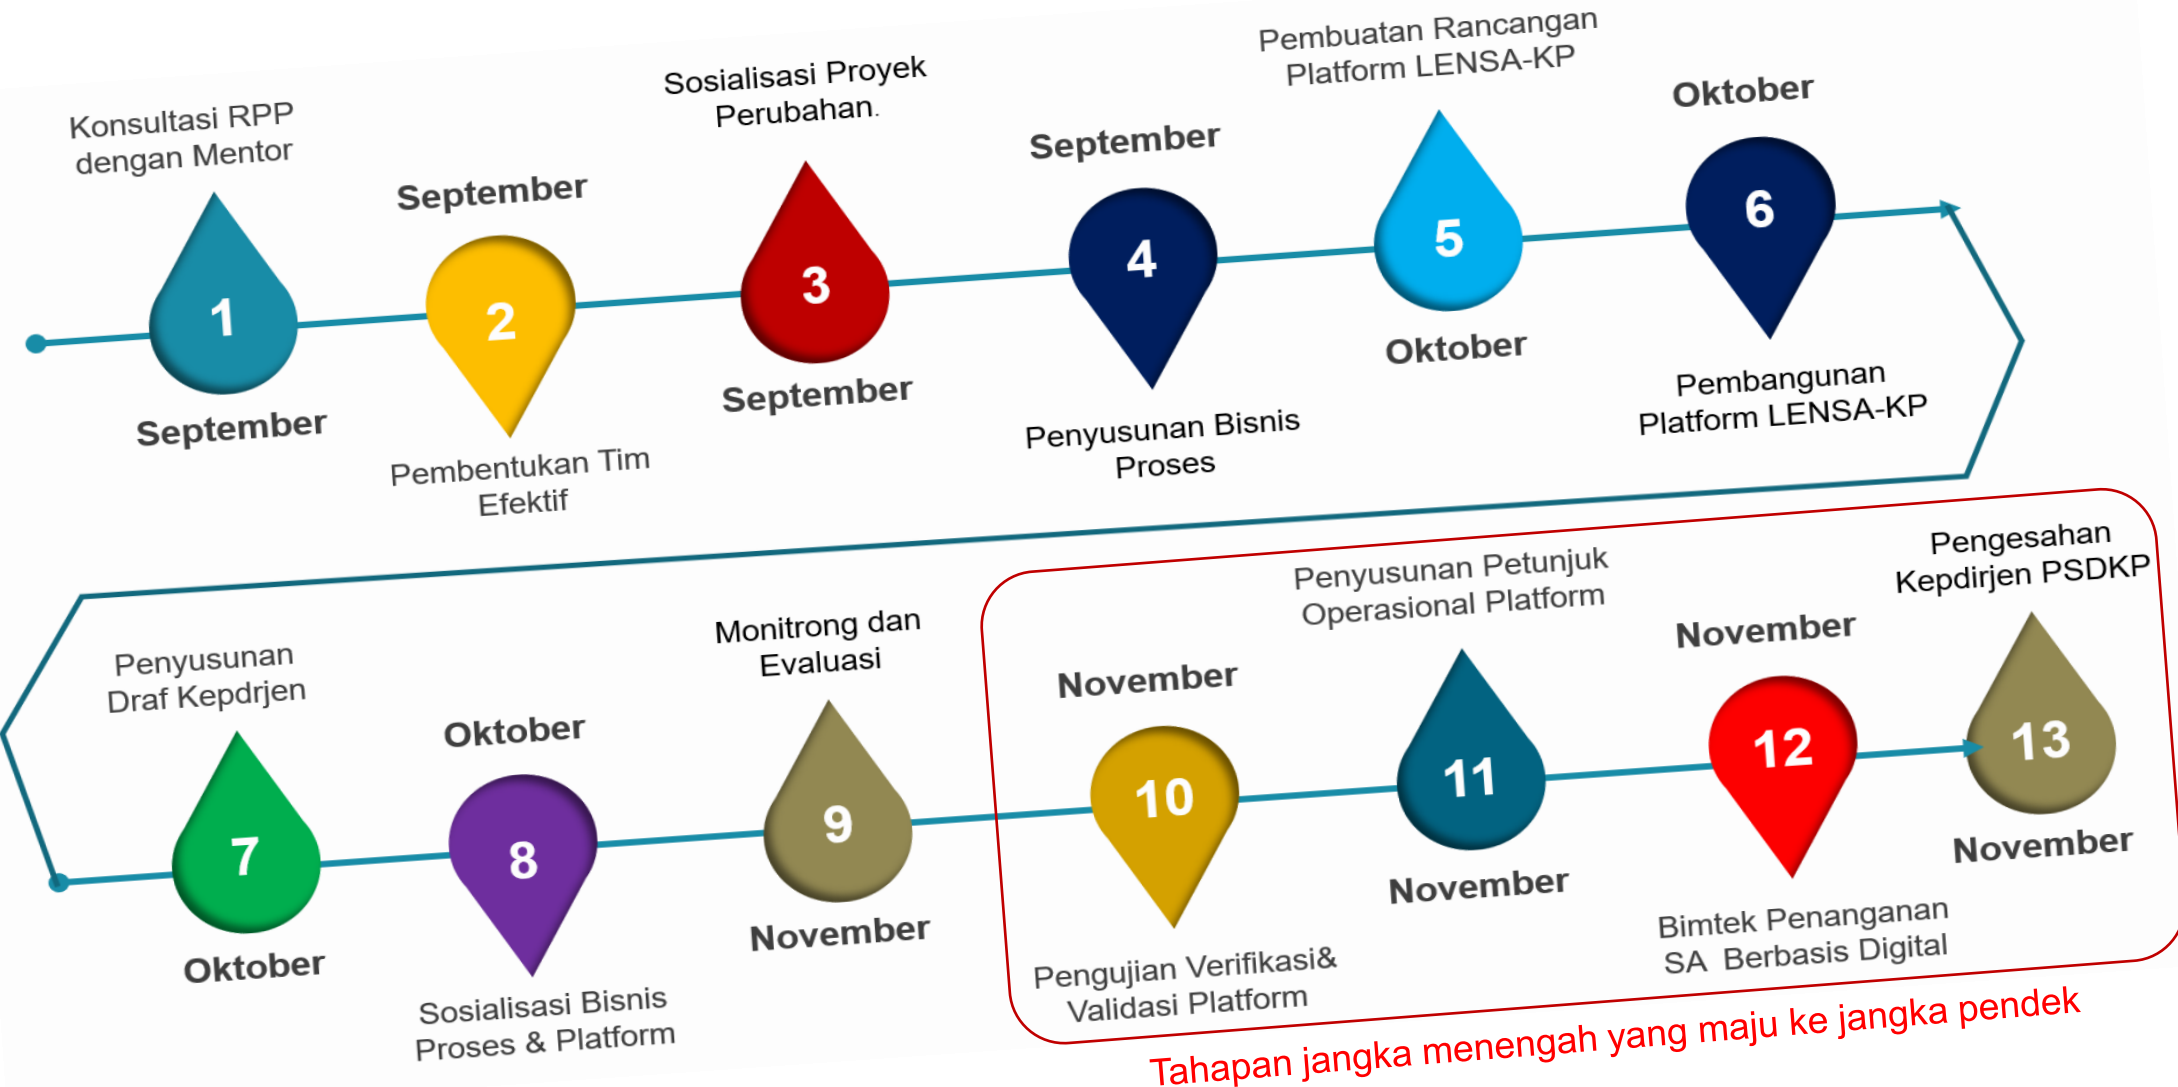 Konsultasi RPP
dengan Mentor
1
September
September
2
Pembentukan Tim
Efektif
Sosialisasi Proyek
Perubahan.
3
September
September
4
Penyusunan Bisnis
Proses
Pembuatan Rancangan
Platform LENSA-KP
5
Oktober
Oktober
6
Pembangunan
Platform LENSA-KP
Penyusunan
Draf Kepdrjen
7
Oktober
Oktober
8
Sosialisasi Bisnis
Proses & Platform
Monitrong dan
Evaluasi
9
November
November
10
Pengujian Verifikasi&
Validasi Platform
Penyusunan Petunjuk
Operasional Platform
11
November
November
12
Bimtek Penanganan
SA Berbasis Digital
Pengesahan
Kepdirjen PSDKP
13
November
Tahapan jangka menengah yang maju ke jangka pendek